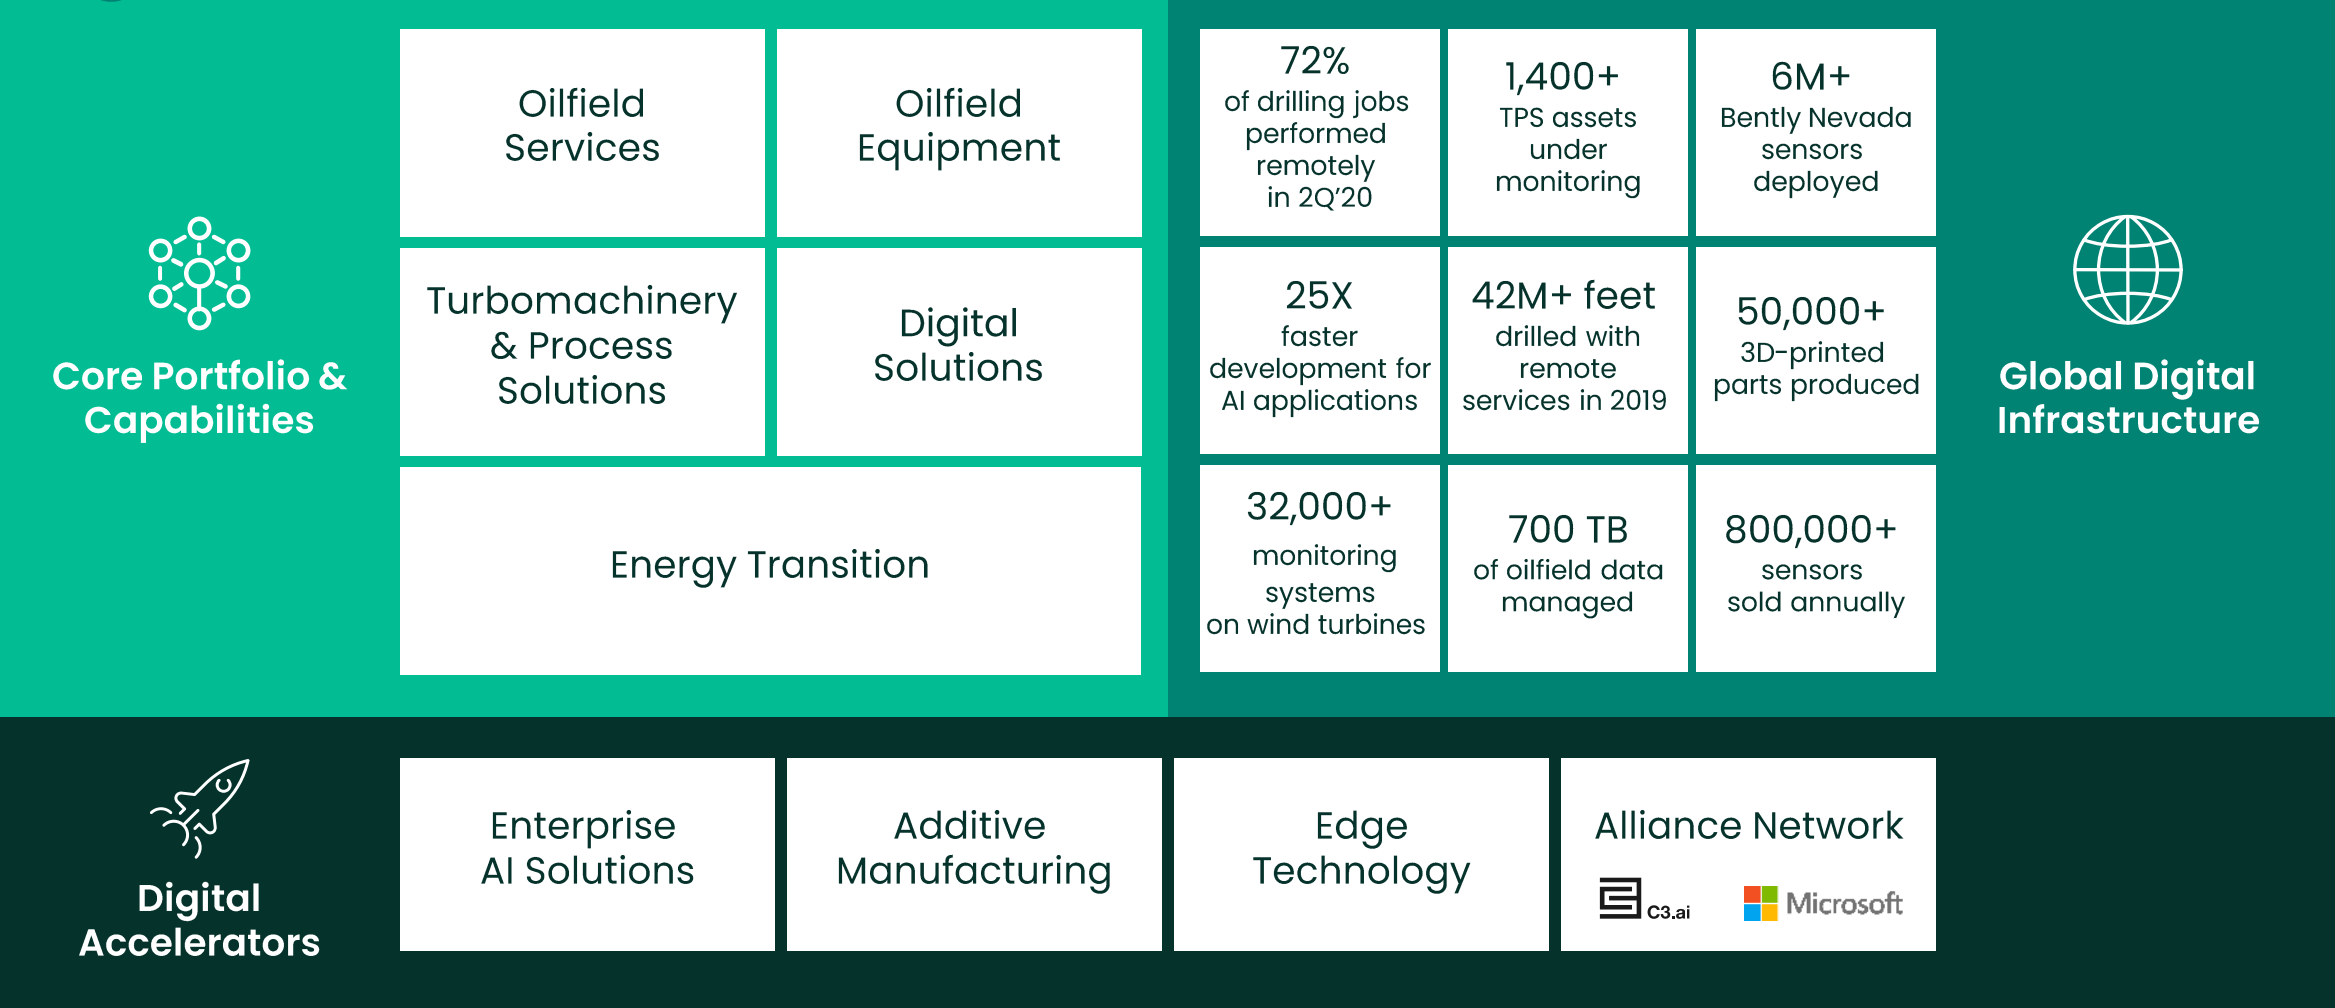 Core Portfolio &
Capabilities
Oilfield
Services
Oilfield
Equipment
Turbomachinery
& Process
Solutions
Digital
Solutions
Energy Transition
72%
of drilling jobs
performed
remotely
in 2Q’20
1,400+
TPS assets
under
monitoring
6M+
Bently Nevada
sensors
deployed
25X
faster
development for
AI applications
42M+ feet
drilled with
remote
services in 2019
50,000+
3D-printed
parts produced
32,000+
monitoring
systems
on wind turbines
700 TB
of oilfield data
managed
800,000+
sensors
sold annually
Global Digital
Infrastructure
Digital
Accelerators
Enterprise
AI Solutions
Additive
Manufacturing
Edge
Technology
Alliance Network
C3.ai
Microsoft